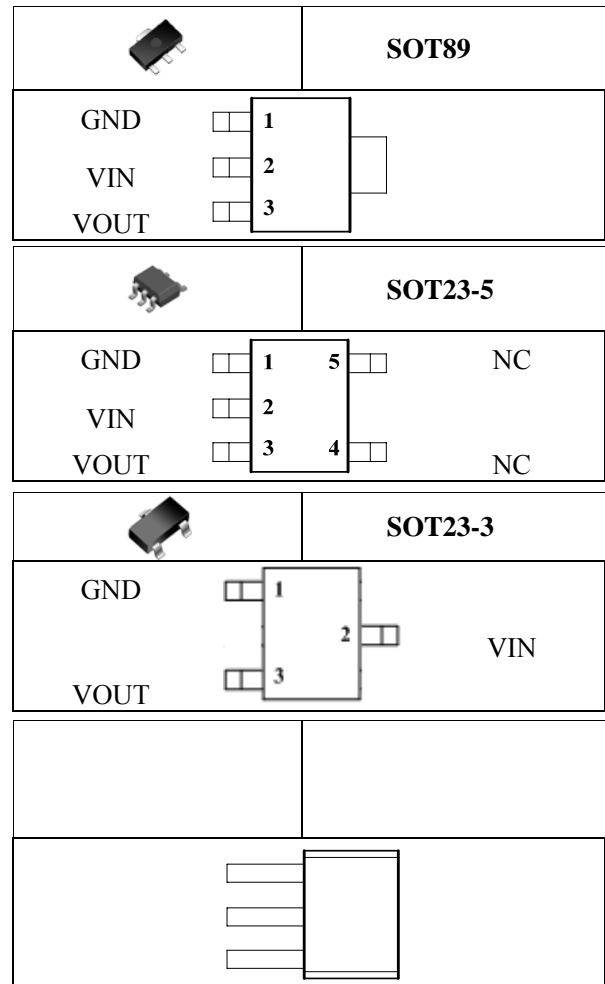 SOT89
GND 1
VIN 2
VOUT 3
SOT23-5
GND 1 5 NC
VIN 2
VOUT 3 4 NC
SOT23-3
GND 1
2 VIN
VOUT 3